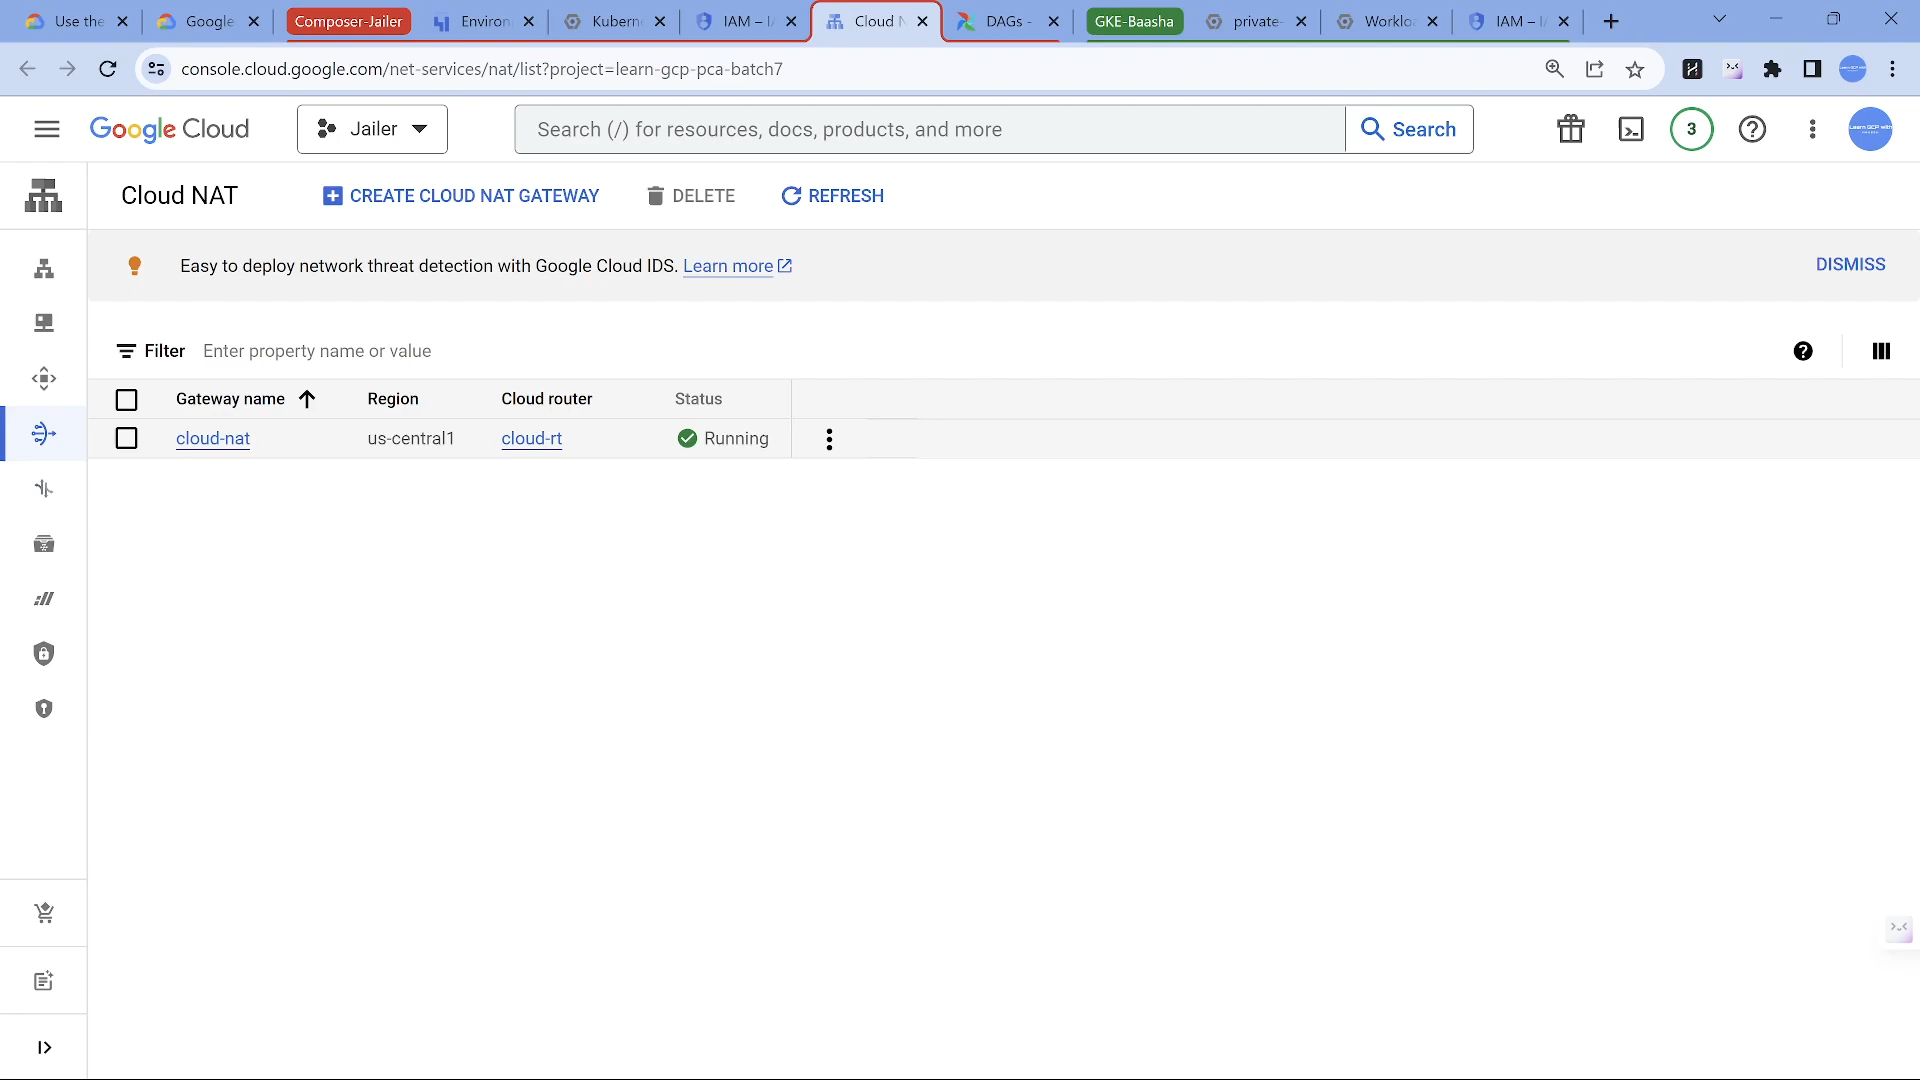 Use the
Google
Composer-Jailer
Environ
Kubern
IAM – I
Cloud N
DAGs -
GKE-Baasha
private-
Worklo
IAM – I
console.cloud.google.com/net-services/nat/list?project=learn-gcp-pca-batch7
Google Cloud
Jailer
Search (/) for resources, docs, products, and more
Search
3
Cloud NAT
CREATE CLOUD NAT GATEWAY
DELETE
REFRESH
Easy to deploy network threat detection with Google Cloud IDS. Learn more
DISMISS
Filter Enter property name or value
Gateway name Region Cloud router Status
cloud-nat us-central1 cloud-rt Running